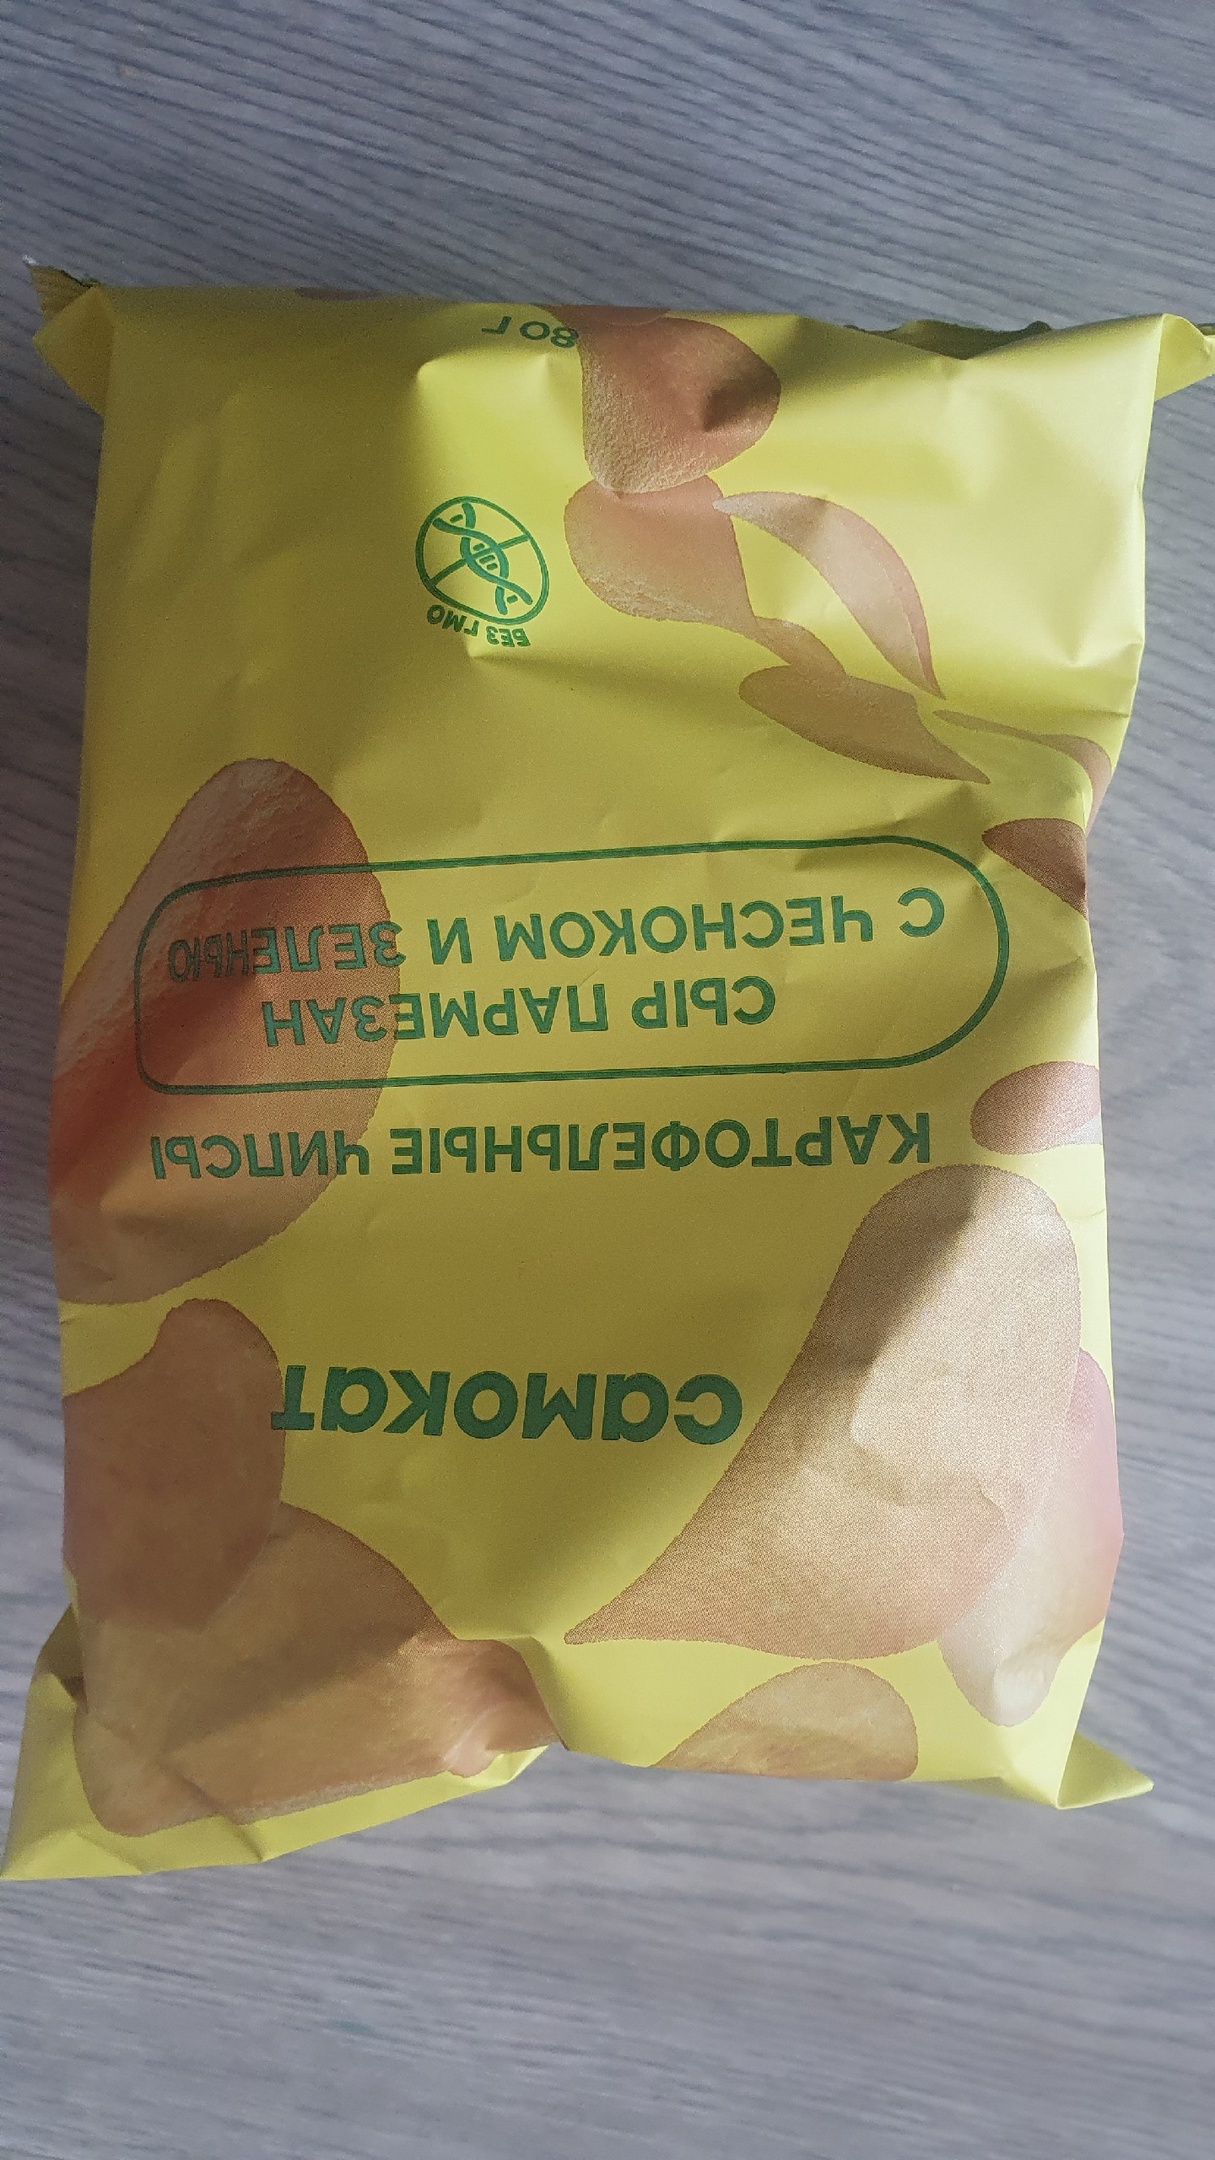 самокат
КАРТОФЕЛЬНЫЕ ЧИПСЫ
СЫР ПАРМЕЗАН
С ЧЕСНОКОМ И ЗЕЛЕНЬЮ
БЕЗ ГМО
80 Г